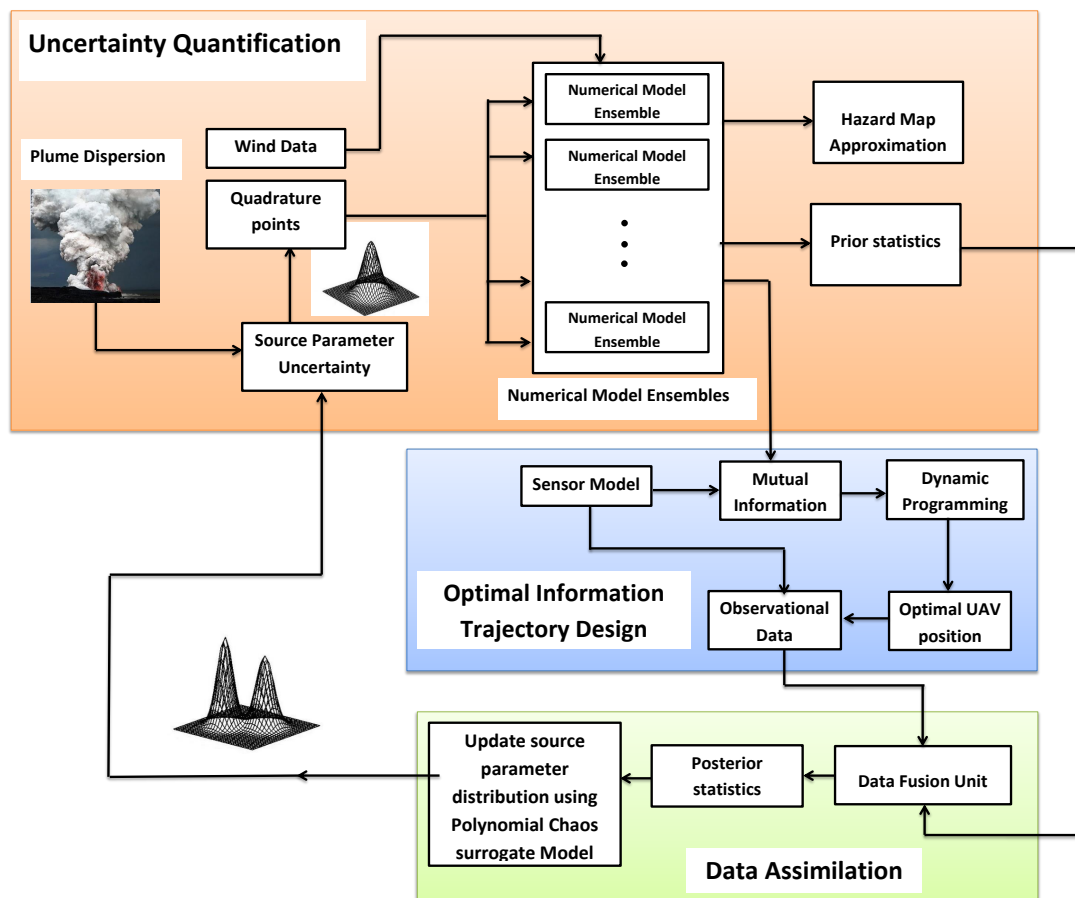 Uncertainty Quantification
Plume Dispersion
Wind Data
Quadrature
points
Source Parameter
Uncertainty
Numerical Model
Ensemble
Numerical Model
Ensemble
Numerical Model
Ensemble
Numerical Model Ensembles
Hazard Map
Approximation
Prior statistics
Sensor Model
Mutual
Information
Dynamic
Programming
Optimal Information
Trajectory Design
Observational
Data
Optimal UAV
position
Update source
parameter
distribution using
Polynomial Chaos
surrogate Model
Posterior
statistics
Data Fusion Unit
Data Assimilation